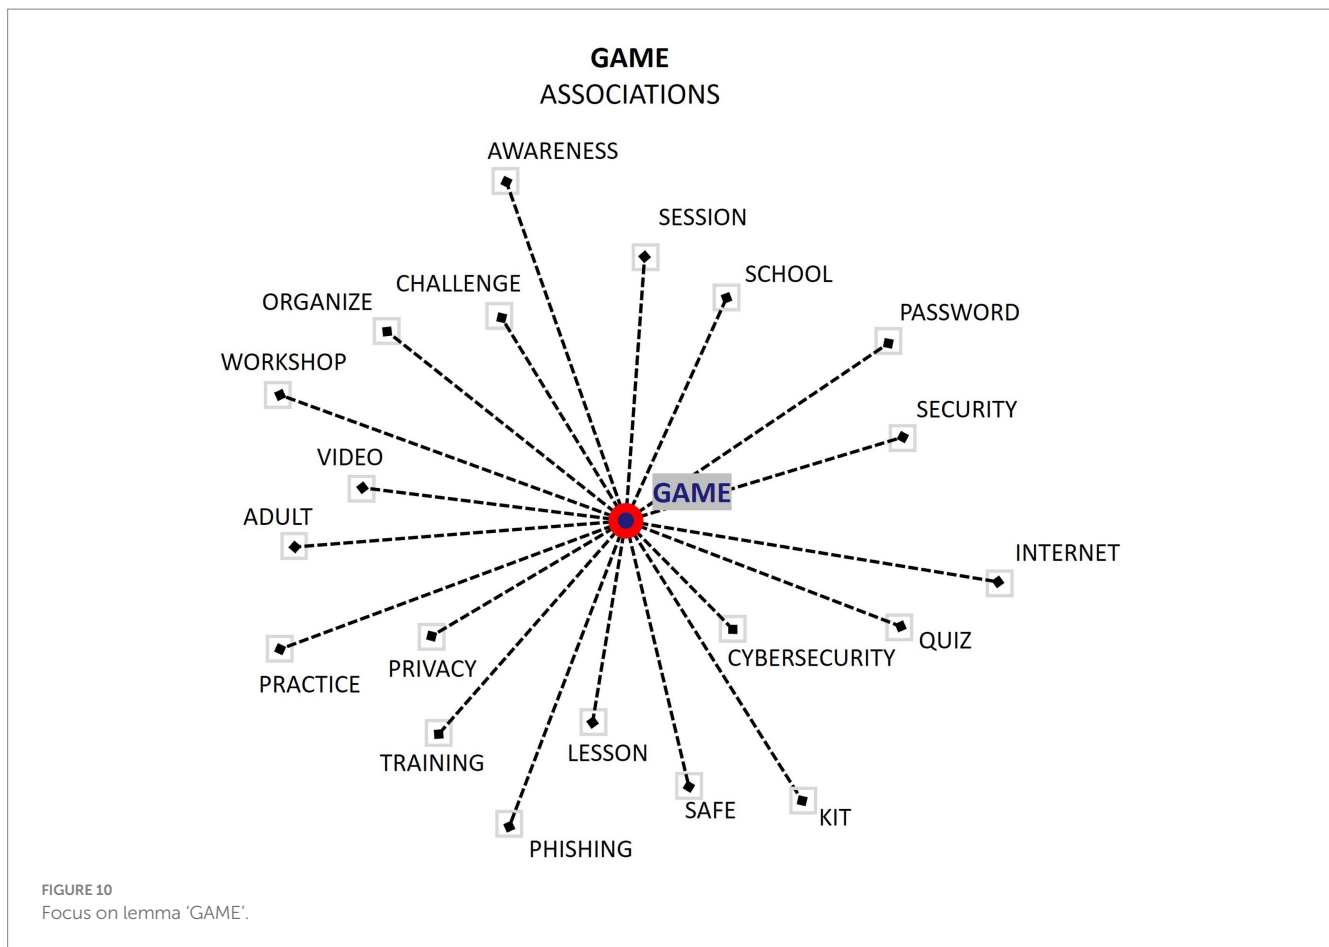 GAME
ASSOCIATIONS
AWARENESS
SESSION
SCHOOL
CHALLENGE
ORGANIZE
PASSWORD
WORKSHOP
SECURITY
VIDEO
GAME
ADULT
INTERNET
QUIZ
CYBERSECURITY
PRIVACY
PRACTICE
LESSON
TRAINING
SAFE
KIT
PHISHING
FIGURE 10
Focus on lemma ‘GAME’.